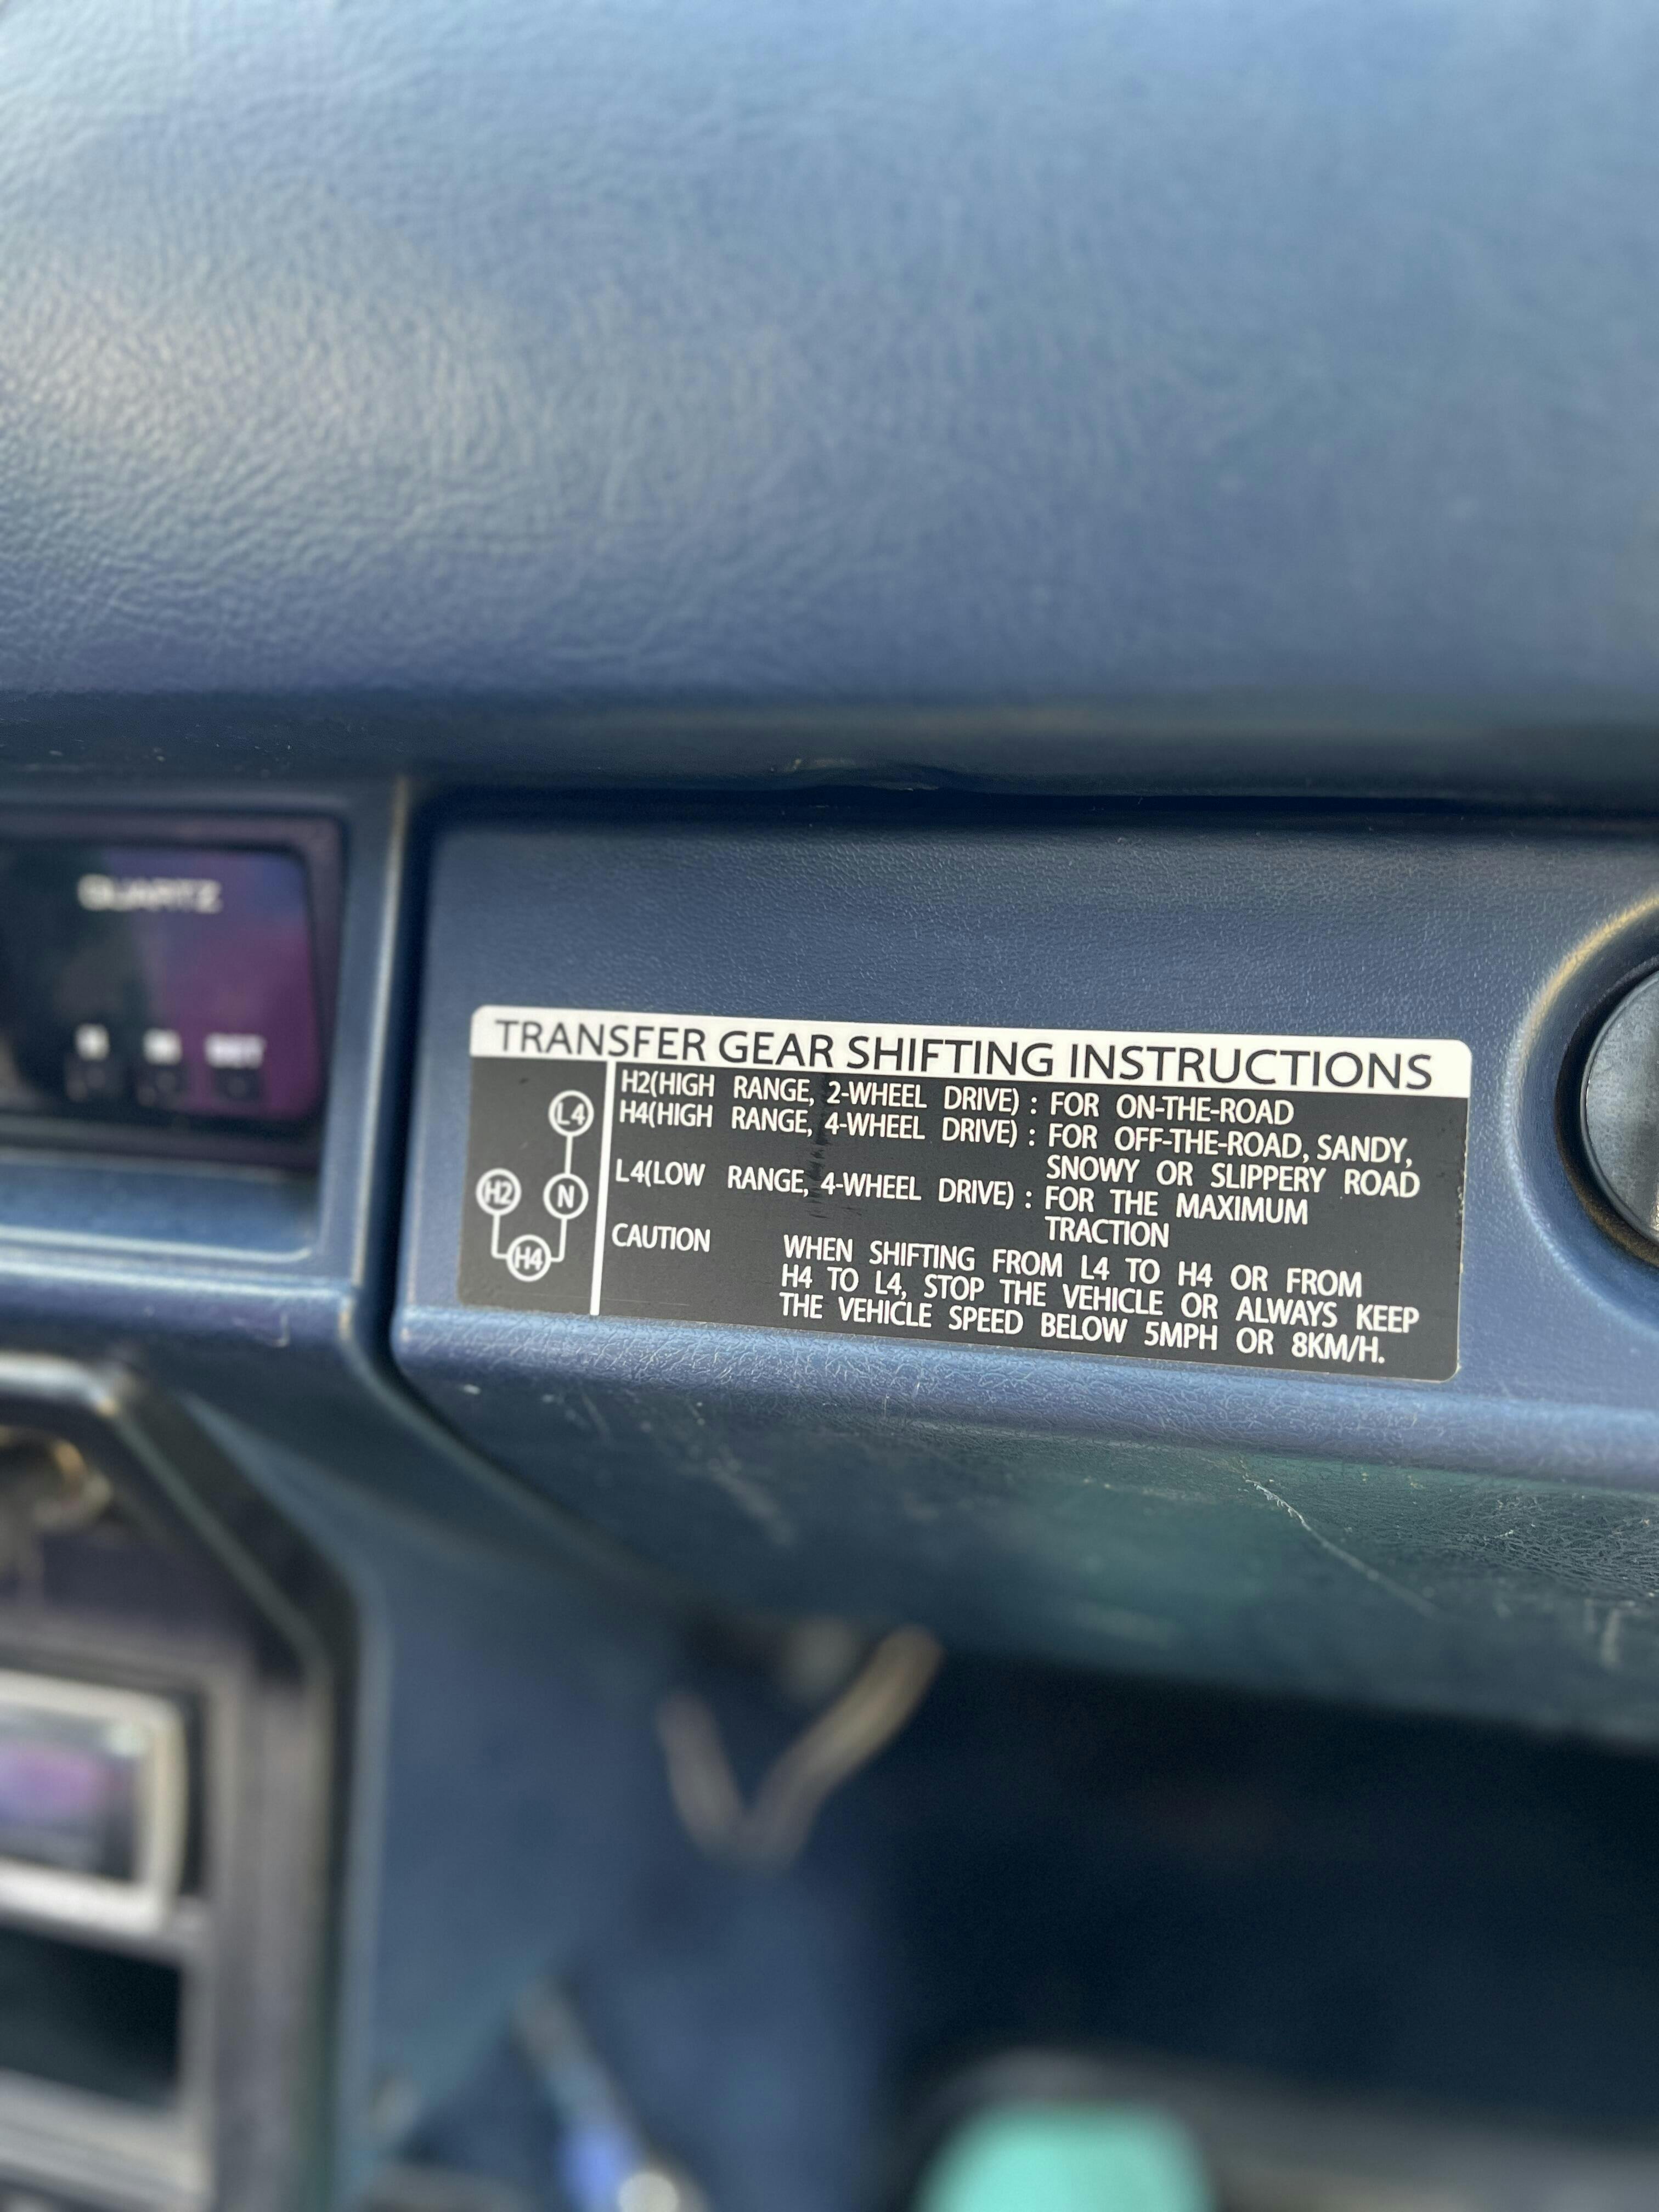 QUARTZ
H M SET
TRANSFER GEAR SHIFTING INSTRUCTIONS
L4
H2 N
H4
H2(HIGH RANGE, 2-WHEEL DRIVE) : FOR ON-THE-ROAD
H4(HIGH RANGE, 4-WHEEL DRIVE) : FOR OFF-THE-ROAD, SANDY,
SNOWY OR SLIPPERY ROAD
L4(LOW RANGE, 4-WHEEL DRIVE) : FOR THE MAXIMUM
TRACTION
CAUTION WHEN SHIFTING FROM L4 TO H4 OR FROM
H4 TO L4, STOP THE VEHICLE OR ALWAYS KEEP
THE VEHICLE SPEED BELOW 5MPH OR 8KM/H.